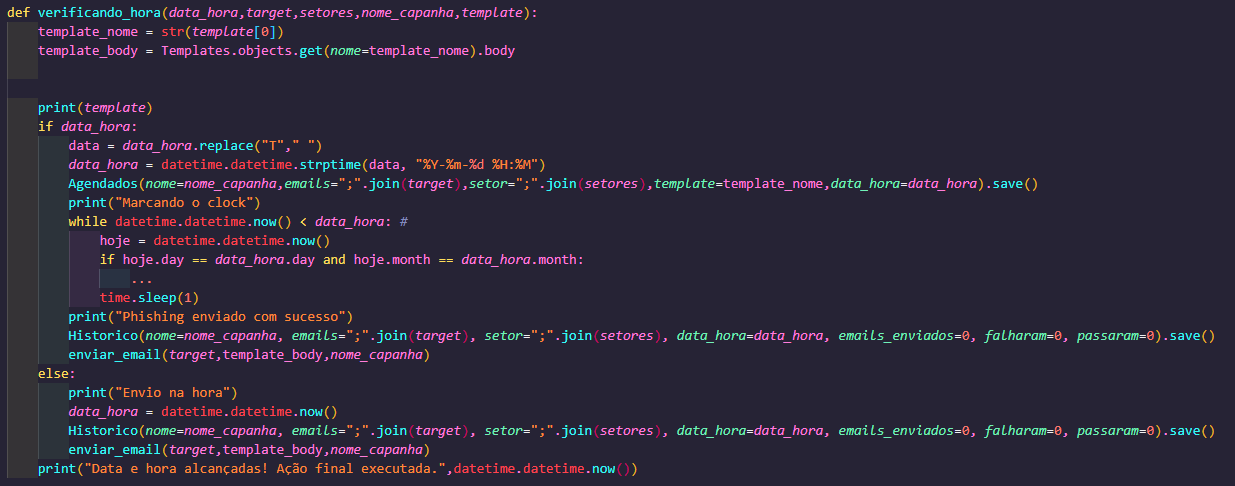 def verificando_hora(data_hora,target,setores,nome_capanha,template):
    template_nome = str(template[0])
    template_body = Templates.objects.get(nome=template_nome).body
    print(template)
    if data_hora:
        data = data_hora.replace("T"," ")
        data_hora = datetime.datetime.strptime(data, "%Y-%m-%d %H:%M")
        Agendados(nome=nome_capanha,emails=";".join(target),setor=";".join(setores),template=template_nome,data_hora=data_hora).save()
        print("Marcando o clock")
        while datetime.datetime.now() < data_hora: #
            hoje = datetime.datetime.now()
            if hoje.day == data_hora.day and hoje.month == data_hora.month:
                ...
            time.sleep(1)
        print("Phishing enviado com sucesso")
        Historico(nome=nome_capanha, emails=";".join(target), setor=";".join(setores), data_hora=data_hora, emails_enviados=0, falharam=0, passaram=0).save()
        enviar_email(target,template_body,nome_capanha)
    else:
        print("Envio na hora")
        data_hora = datetime.datetime.now()
        Historico(nome=nome_capanha, emails=";".join(target), setor=";".join(setores), data_hora=data_hora, emails_enviados=0, falharam=0, passaram=0).save()
        enviar_email(target,template_body,nome_capanha)
    print("Data e hora alcançadas! Ação final executada.",datetime.datetime.now())